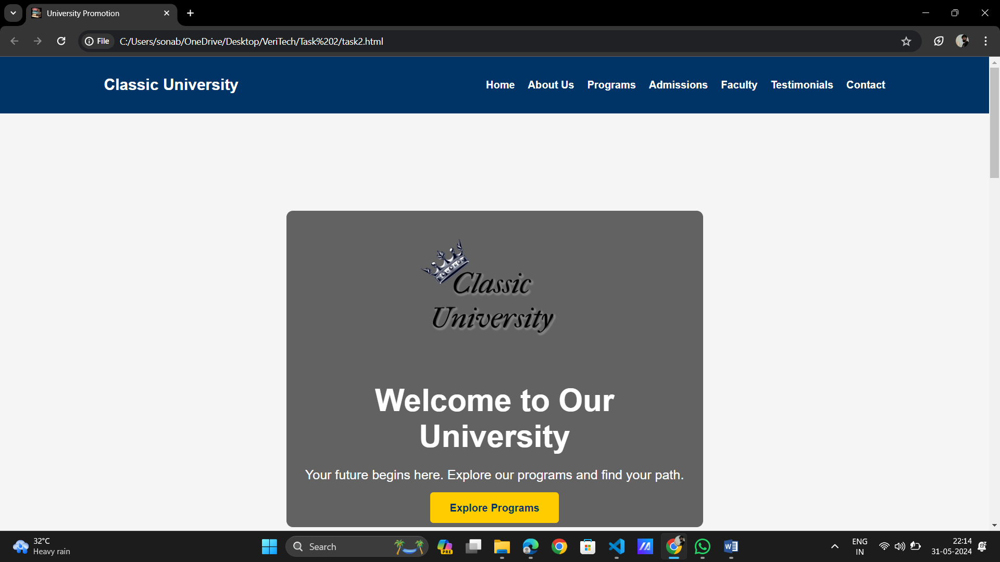 University Promotion
File C:/Users/sonab/OneDrive/Desktop/VeriTech/Task%202/task2.html
Classic University
Home About Us Programs Admissions Faculty Testimonials Contact
Classic
University
Welcome to Our
University
Your future begins here. Explore our programs and find your path.
Explore Programs
32°C
Heavy rain
Search
PRE
W
ENG
IN
22:14
31-05-2024